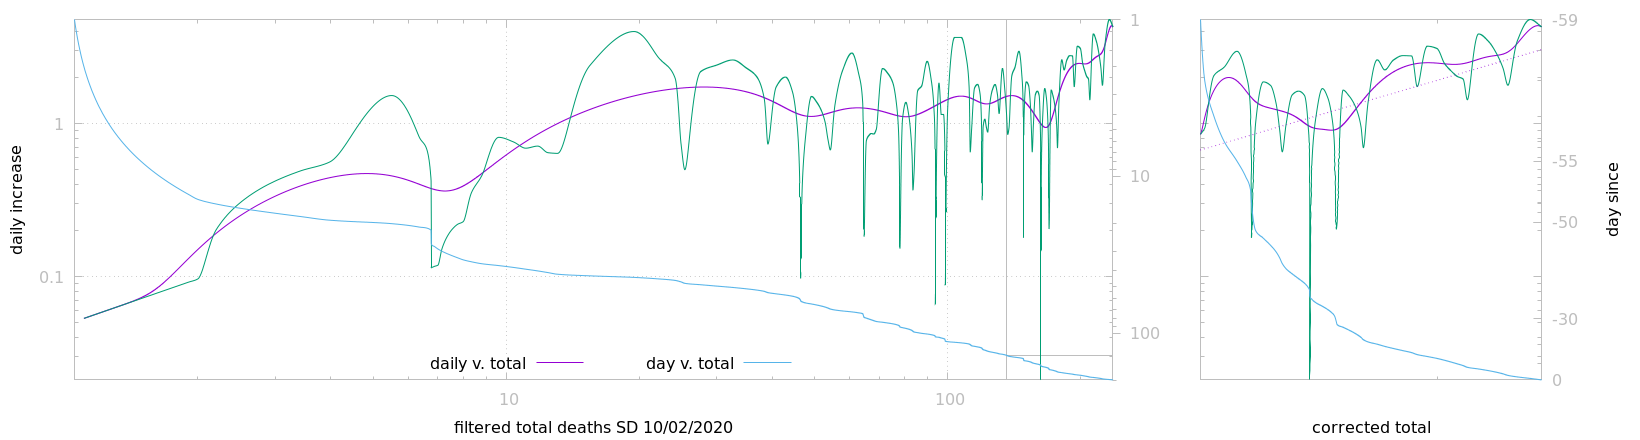 daily increase
1
0.1
daily v. total
day v. total
10
100
filtered total deaths SD 10/02/2020
1
10
100
-59
-55
-50
-30
0
day since
corrected total